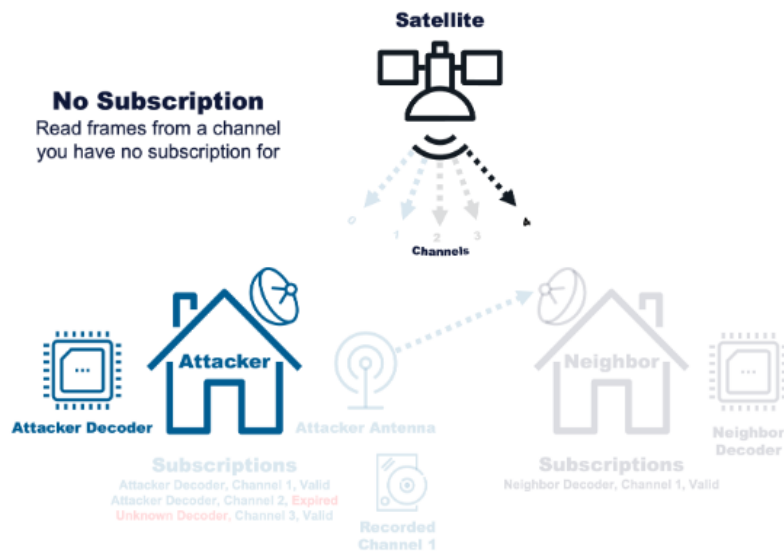 Satellite
No Subscription
Read frames from a channel
you have no subscription for
0
1
2
3
4
Channels
Attacker
Neighbor
Attacker Decoder
Attacker Antenna
Neighbor
Decoder
Subscriptions
Attacker Decoder, Channel 1, Valid
Attacker Decoder, Channel 2, Expired
Unknown Decoder, Channel 3, Valid
Recorded
Channel 1
Subscriptions
Neighbor Decoder, Channel 1, Valid